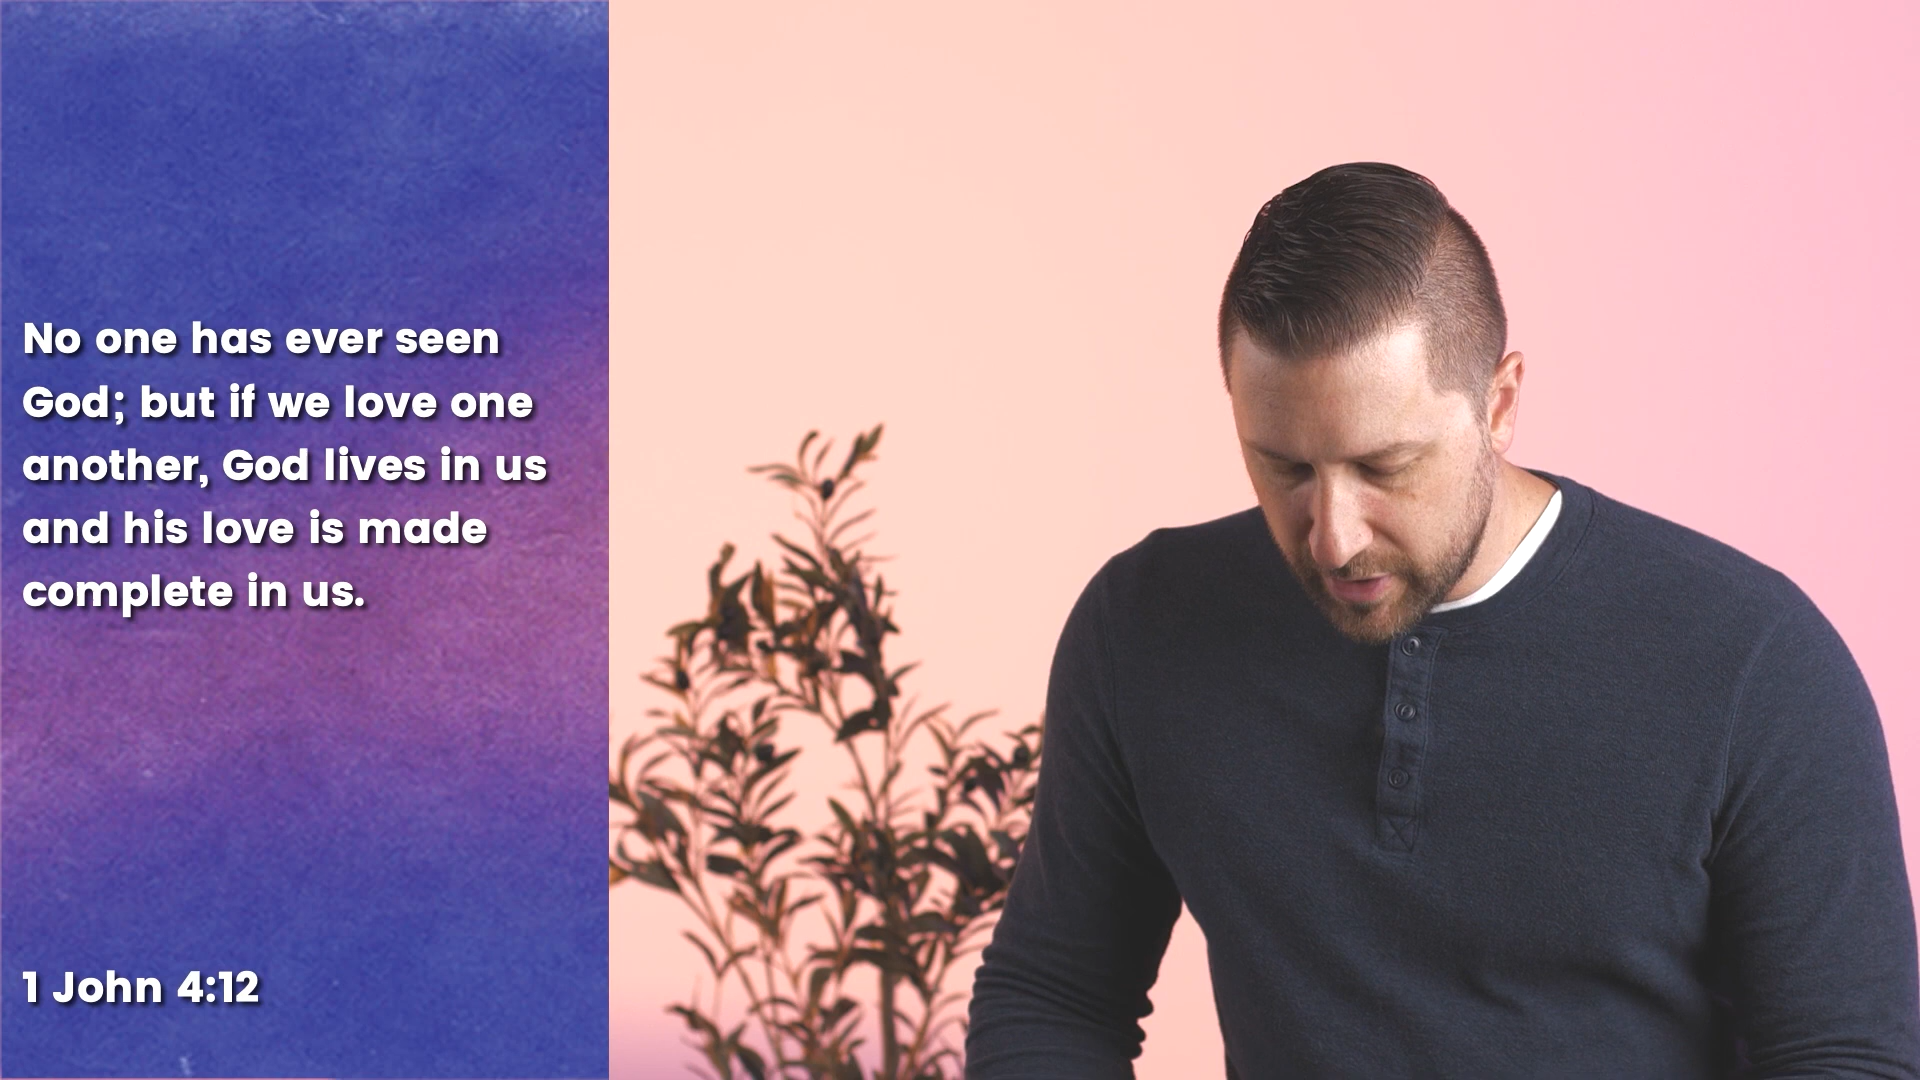 No one has ever seen
God; but if we love one
another, God lives in us
and his love is made
complete in us.
1 John 4:12